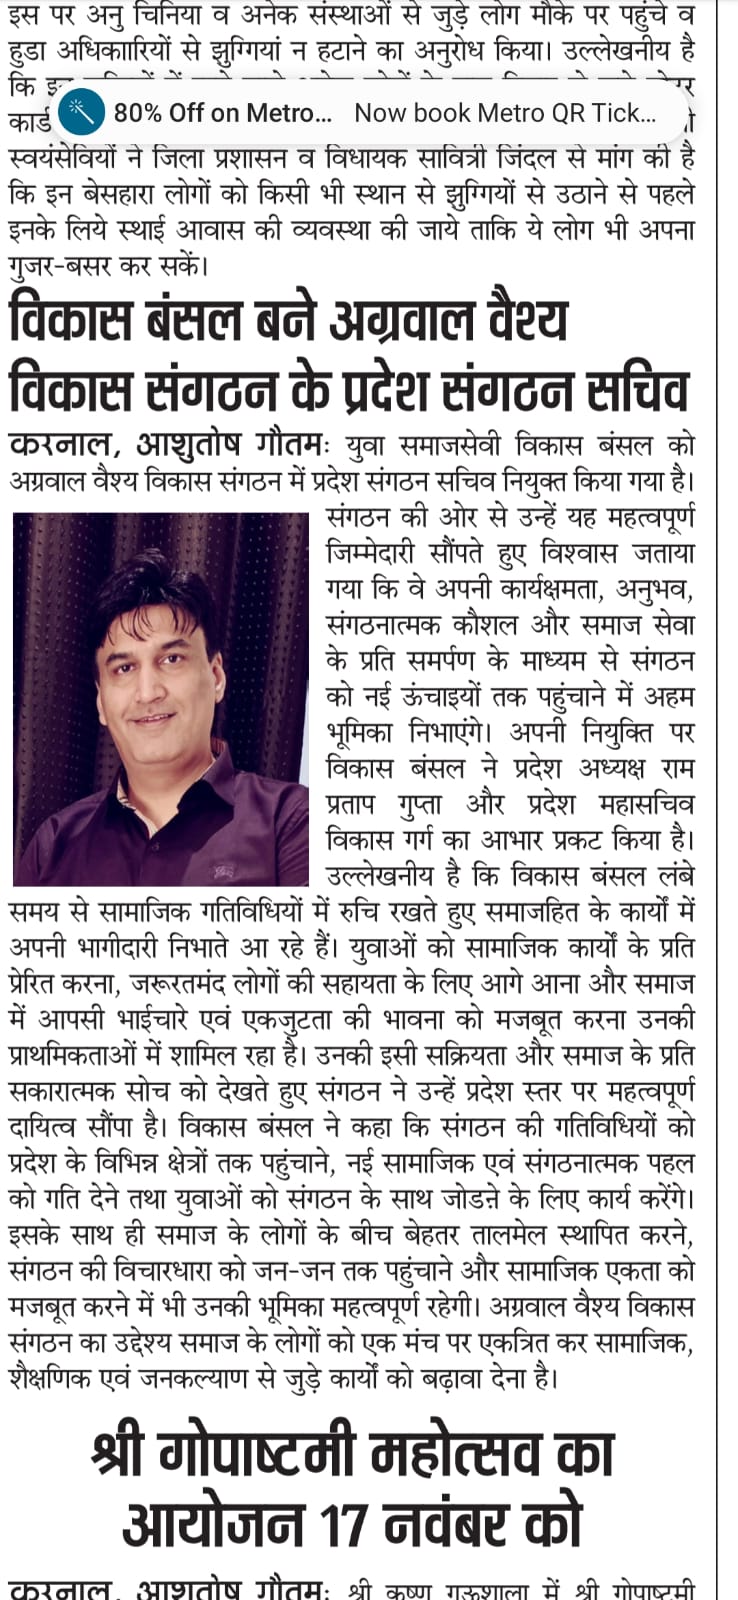 इस पर अनु चिनिया व अनेक संस्थाओं से जुड़े लोग मौके पर पहुंचे व
हुडा अधिकाारियों से झुग्गियां न हटाने का अनुरोध किया। उल्लेखनीय है
कि
80% Off on Metro... Now book Metro QR Tick...
कार्ड
स्वयंसेवियों ने जिला प्रशासन व विधायक सावित्री जिंदल से मांग की है
कि इन बेसहारा लोगों को किसी भी स्थान से झुग्गियों से उठाने से पहले
इनके लिये स्थाई आवास की व्यवस्था की जाये ताकि ये लोग भी अपना
गुजर-बसर कर सकें।
विकास बंसल बने अग्रवाल वैश्य
विकास संगठन के प्रदेश संगठन सचिव
करनाल, आशुतोष गौतमः युवा समाजसेवी विकास बंसल को
अग्रवाल वैश्य विकास संगठन में प्रदेश संगठन सचिव नियुक्त किया गया है।
संगठन की ओर से उन्हें यह महत्वपूर्ण
जिम्मेदारी सौंपते हुए विश्वास जताया
गया कि वे अपनी कार्यक्षमता, अनुभव,
संगठनात्मक कौशल और समाज सेवा
के प्रति समर्पण के माध्यम से संगठन
को नई ऊंचाइयों तक पहुंचाने में अहम
भूमिका निभाएंगे। अपनी नियुक्ति पर
विकास बंसल ने प्रदेश अध्यक्ष राम
प्रताप गुप्ता और प्रदेश महासचिव
विकास गर्ग का आभार प्रकट किया है।
उल्लेखनीय है कि विकास बंसल लंबे
समय से सामाजिक गतिविधियों में रुचि रखते हुए समाजहित के कार्यों में
अपनी भागीदारी निभाते आ रहे हैं। युवाओं को सामाजिक कार्यों के प्रति
प्रेरित करना, जरूरतमंद लोगों की सहायता के लिए आगे आना और समाज
में आपसी भाईचारे एवं एकजुटता की भावना को मजबूत करना उनकी
प्राथमिकताओं में शामिल रहा है। उनकी इसी सक्रियता और समाज के प्रति
सकारात्मक सोच को देखते हुए संगठन ने उन्हें प्रदेश स्तर पर महत्वपूर्ण
दायित्व सौंपा है। विकास बंसल ने कहा कि संगठन की गतिविधियों को
प्रदेश के विभिन्न क्षेत्रों तक पहुंचाने, नई सामाजिक एवं संगठनात्मक पहल
को गति देने तथा युवाओं को संगठन के साथ जोडऩे के लिए कार्य करेंगे।
इसके साथ ही समाज के लोगों के बीच बेहतर तालमेल स्थापित करने,
संगठन की विचारधारा को जन-जन तक पहुंचाने और सामाजिक एकता को
मजबूत करने में भी उनकी भूमिका महत्वपूर्ण रहेगी। अग्रवाल वैश्य विकास
संगठन का उद्देश्य समाज के लोगों को एक मंच पर एकत्रित कर सामाजिक,
शैक्षणिक एवं जनकल्याण से जुड़े कार्यों को बढ़ावा देना है।
श्री गोपाष्टमी महोत्सव का
आयोजन 17 नवंबर को
करनाल, आशुतोष गौतमः श्री कृष्ण गऊशाला में श्री गोपाष्टमी